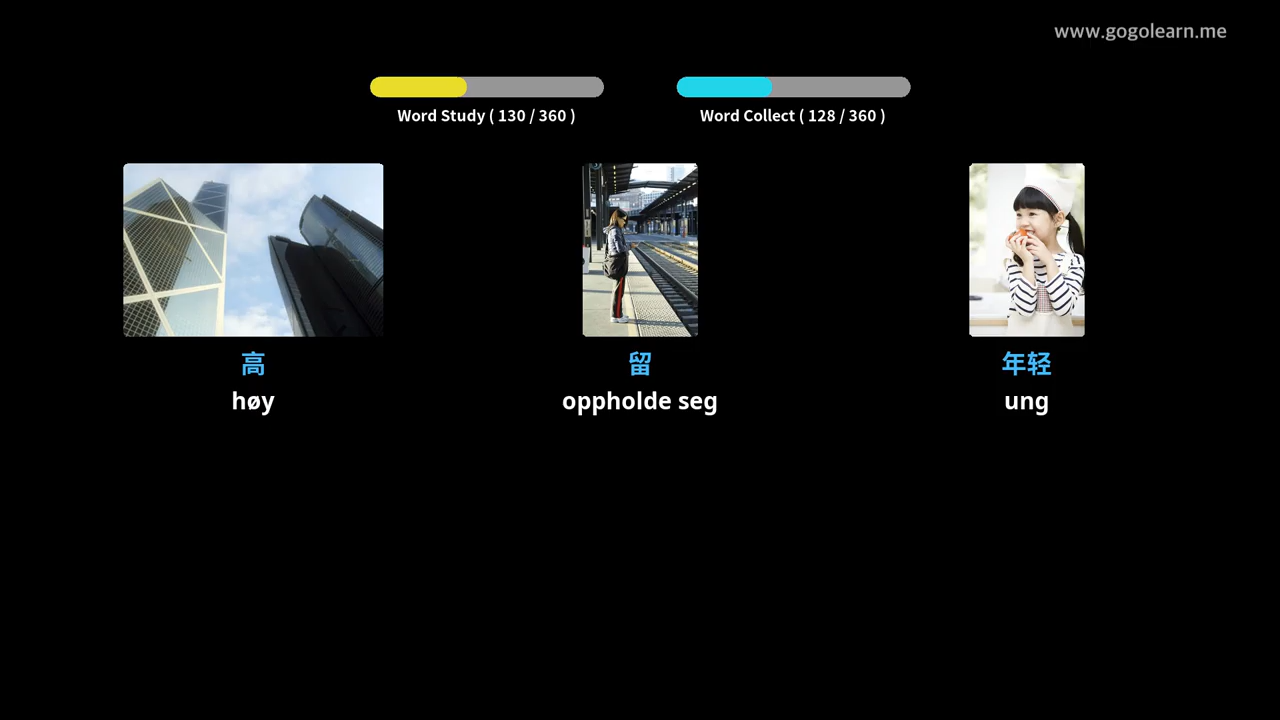 www.gogolearn.me
Word Study ( 130 / 360 )
Word Collect ( 128 / 360 )
高
høy
留
oppholde seg
年轻
ung